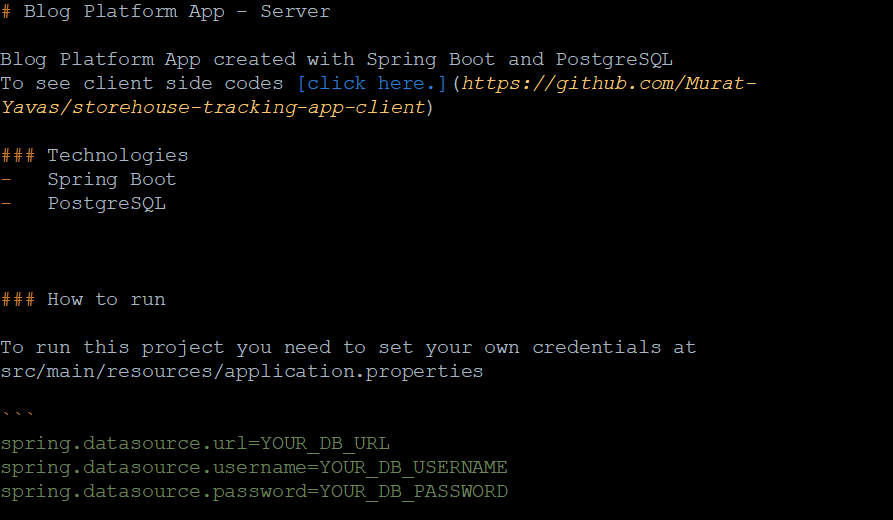 # Blog Platform App - Server
Blog Platform App created with Spring Boot and PostgreSQL
To see client side codes [click here.](https://github.com/Murat-
Yavas/storehouse-tracking-app-client)
### Technologies
-   Spring Boot
-   PostgreSQL
### How to run
To run this project you need to set your own credentials at
src/main/resources/application.properties
```
spring.datasource.url=YOUR_DB_URL
spring.datasource.username=YOUR_DB_USERNAME
spring.datasource.password=YOUR_DB_PASSWORD